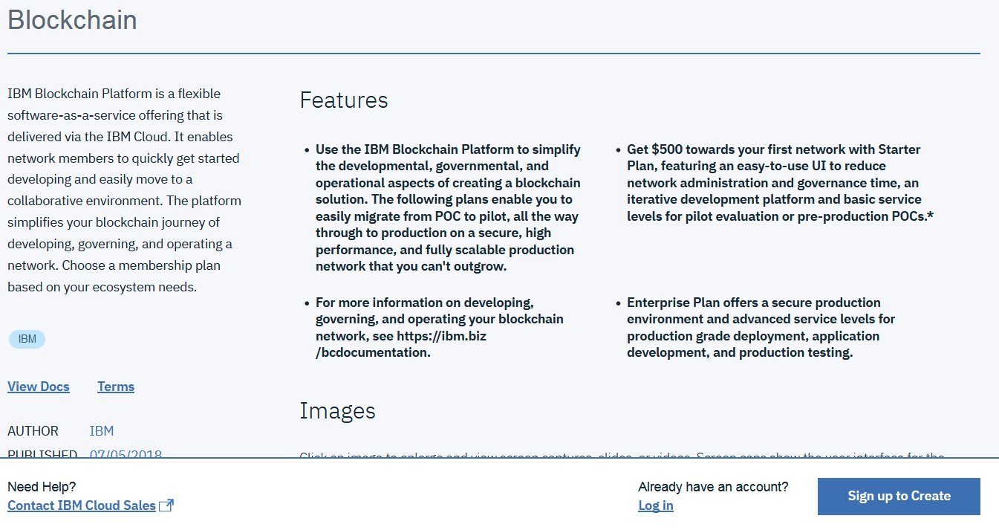 Blockchain
IBM Blockchain Platform is a flexible
software-as-a-service offering that is
delivered via the IBM Cloud. It enables
network members to quickly get started
developing and easily move to a
collaborative environment. The platform
simplifies your blockchain journey of
developing, governing, and operating a
network. Choose a membership plan
based on your ecosystem needs.
IBM
View Docs Terms
AUTHOR IBM
PUBLISHED 07/05/2018
Features
• Use the IBM Blockchain Platform to simplify
the developmental, governmental, and
operational aspects of creating a blockchain
solution. The following plans enable you to
easily migrate from POC to pilot, all the way
through to production on a secure, high
performance, and fully scalable production
network that you can't outgrow.
• Get $500 towards your first network with Starter
Plan, featuring an easy-to-use UI to reduce
network administration and governance time, an
iterative development platform and basic service
levels for pilot evaluation or pre-production POCs.*
• For more information on developing,
governing, and operating your blockchain
network, see https://ibm.biz
/bcdocumentation.
• Enterprise Plan offers a secure production
environment and advanced service levels for
production grade deployment, application
development, and production testing.
Images
Click an image to enlarge and view screen captures, slides, or videos. Screen caps show the user interface for the
Need Help?
Contact IBM Cloud Sales
Already have an account?
Log in
Sign up to Create